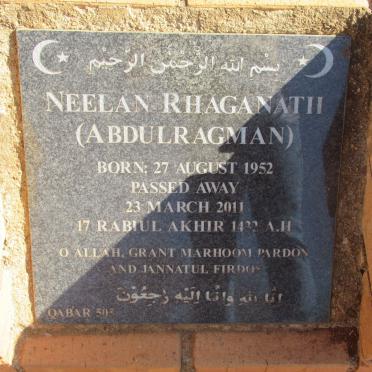 بسم الله الرحمن الرحيم
NEELAN RHAGANATH
(ABDULRAGMAN)
BORN: 27 AUGUST 1952
PASSED AWAY
23 MARCH 2011
17 RABIUL AKHIR 1432 A.H
O ALLAH, GRANT MARHOOM PARDON
AND JANNATUL FIRDOS
انا لله وانا اليه رجعون
QABAR